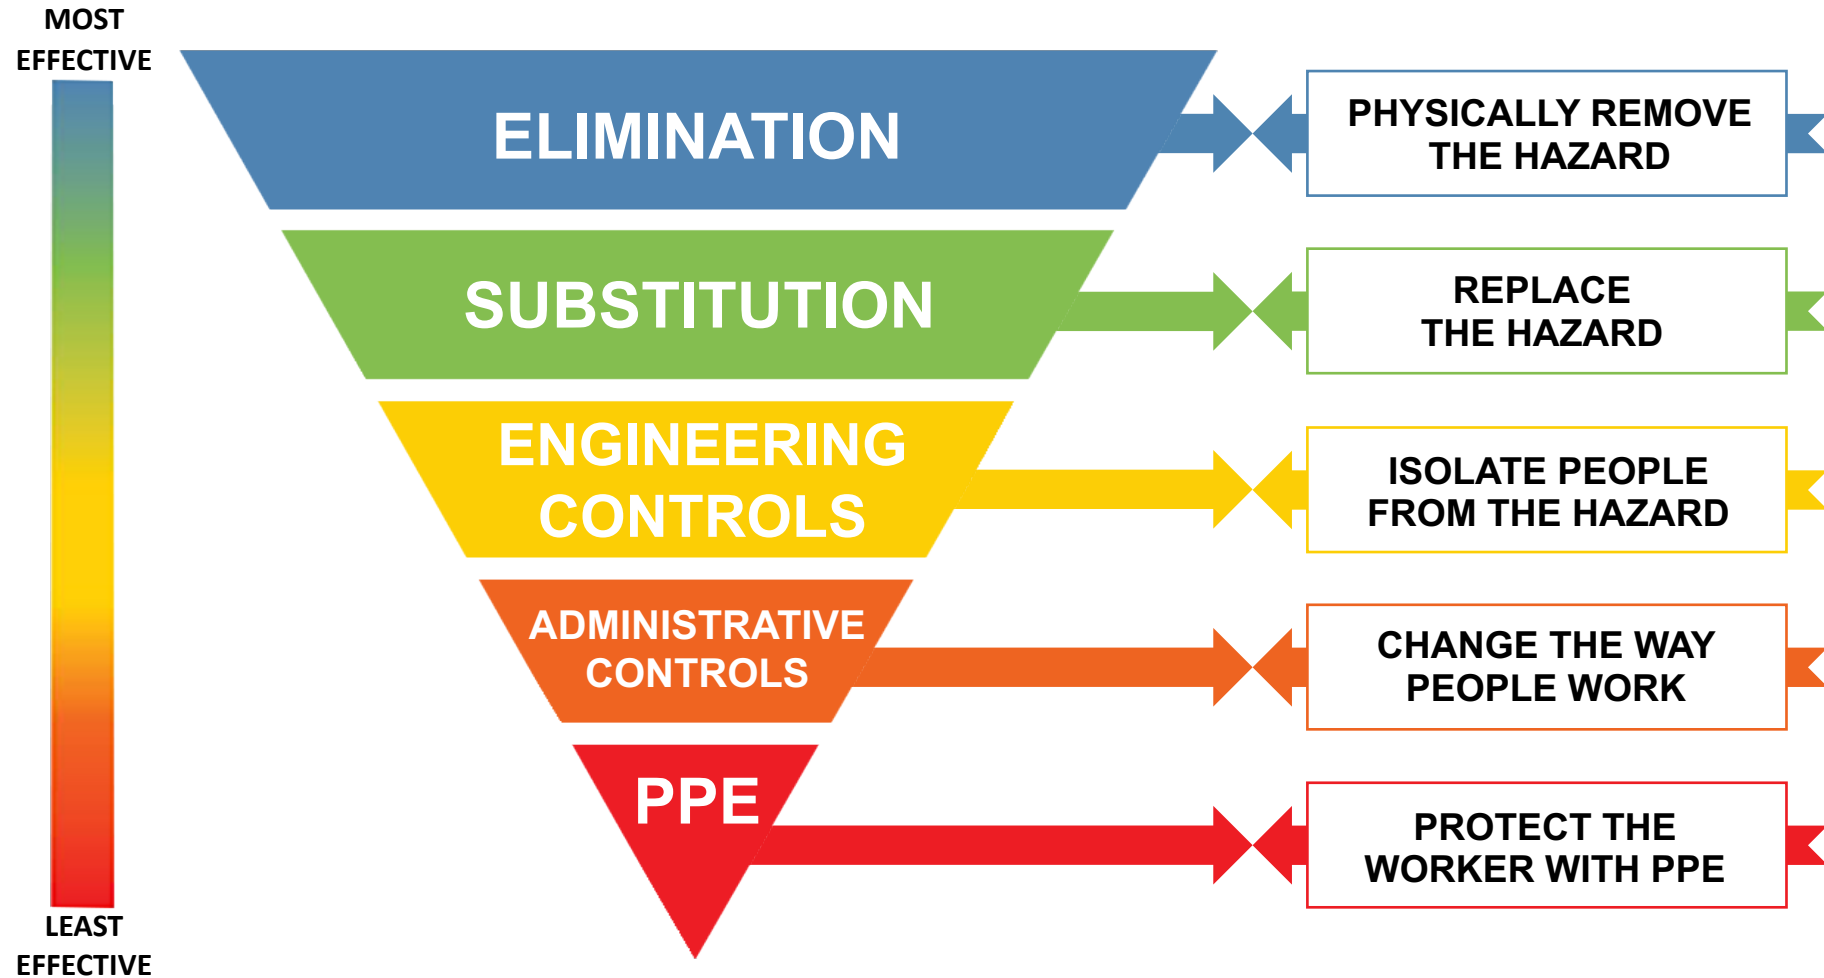 MOST
EFFECTIVE
ELIMINATION
PHYSICALLY REMOVE
THE HAZARD
SUBSTITUTION
REPLACE
THE HAZARD
ENGINEERING
CONTROLS
ISOLATE PEOPLE
FROM THE HAZARD
ADMINISTRATIVE
CONTROLS
CHANGE THE WAY
PEOPLE WORK
PPE
PROTECT THE
WORKER WITH PPE
LEAST
EFFECTIVE